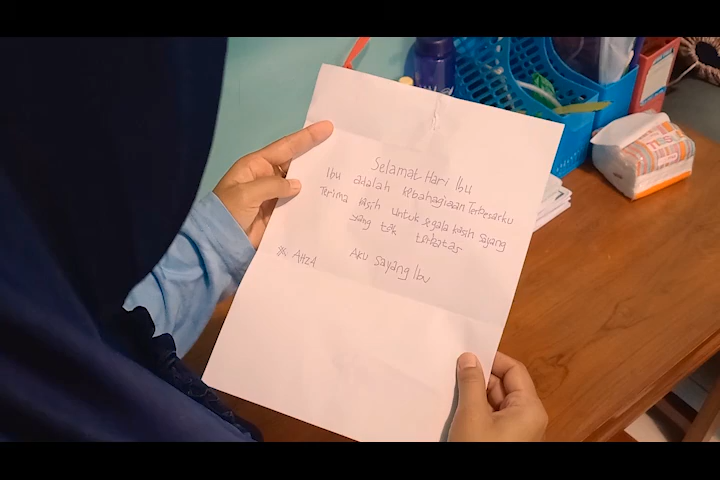 Selamat Hari Ibu
Ibu adalah kebahagiaan Terbesarku
Terima kasih untuk segala kasih sayang
yang tak terbatas
Aku sayang Ibu